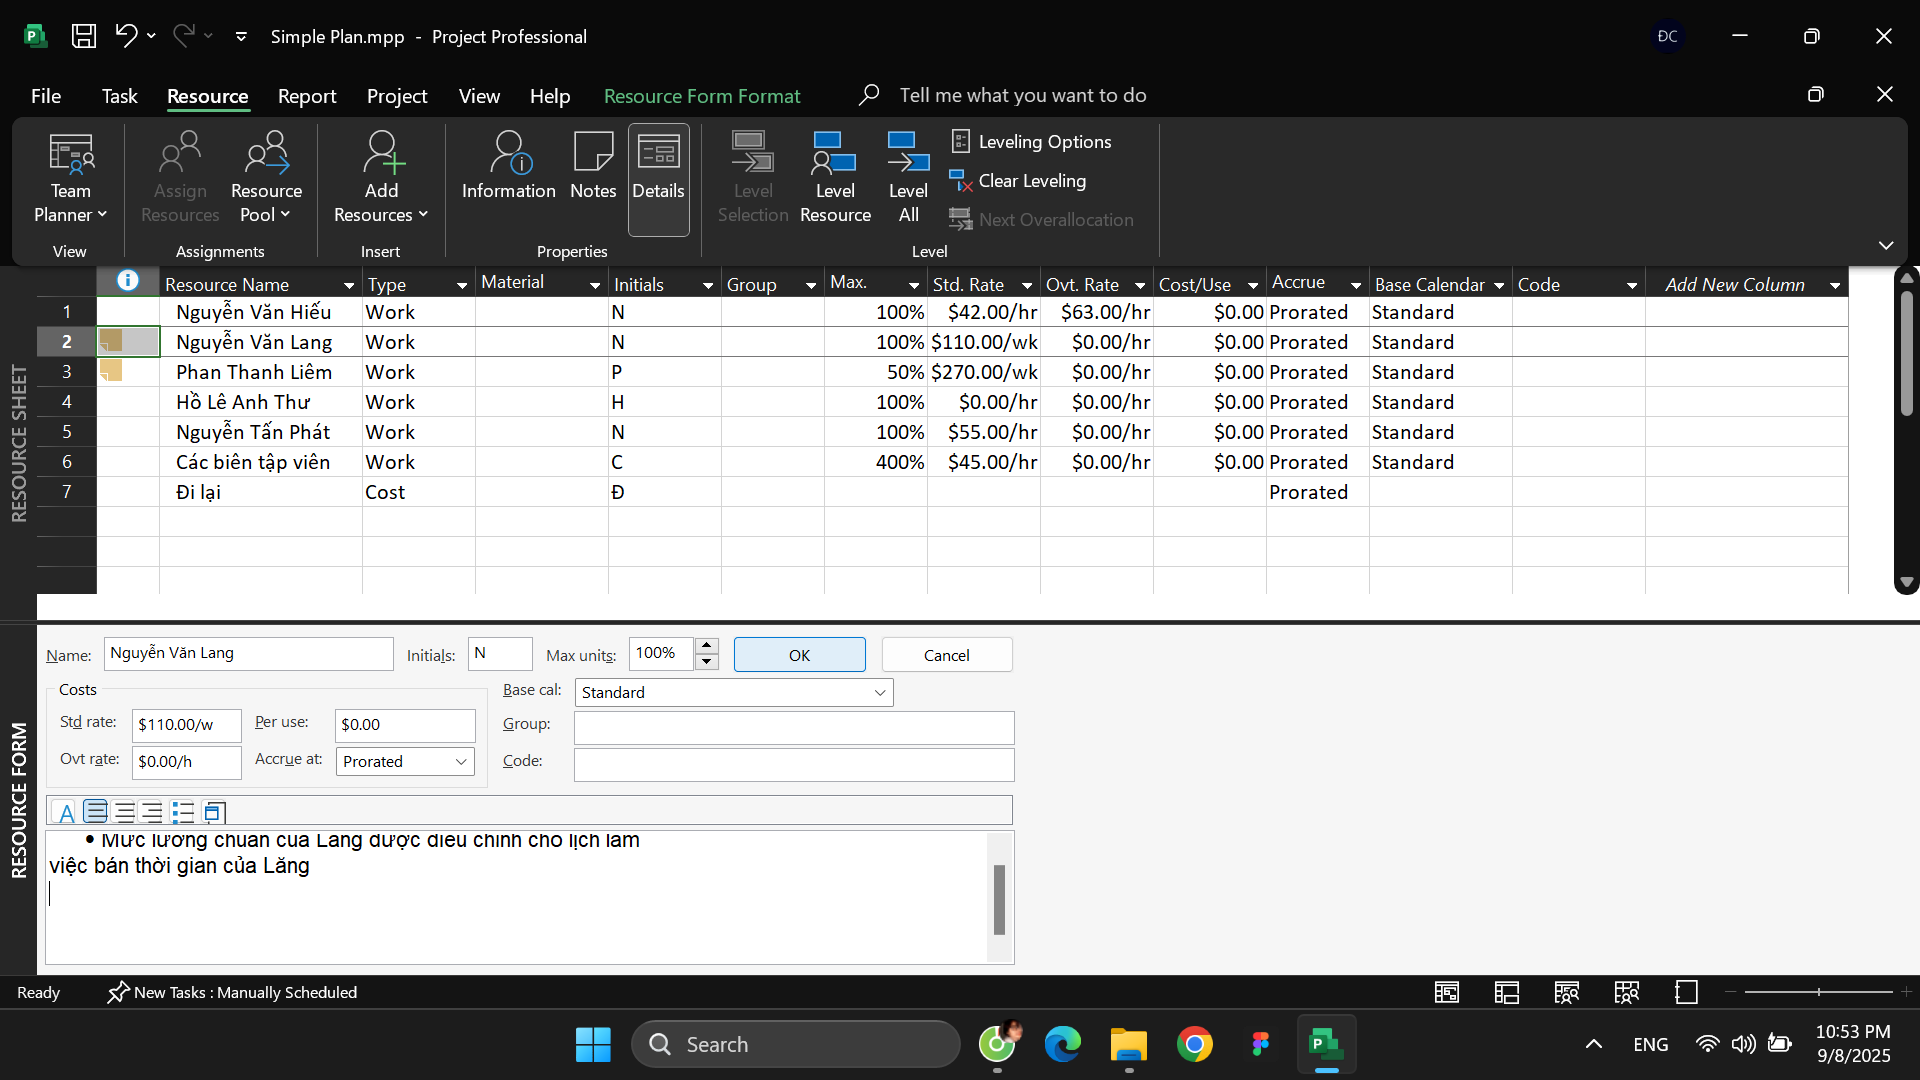 Simple Plan.mpp - Project Professional
ĐC
File Task Resource Report Project View Help Resource Form Format Tell me what you want to do
Team Planner
Assign Resources
Resource Pool
Add Resources
Information
Notes
Details
Level Selection
Level Resource
Level All
Leveling Options
Clear Leveling
Next Overallocation
View Assignments Insert Properties Level
Resource Name Type Material Initials Group Max. Std. Rate Ovt. Rate Cost/Use Accrue Base Calendar Code Add New Column
1 Nguyễn Văn Hiếu Work N 100% $42.00/hr $63.00/hr $0.00 Prorated Standard
2 Nguyễn Văn Lang Work N 100% $110.00/wk $0.00/hr $0.00 Prorated Standard
3 Phan Thanh Liêm Work P 50% $270.00/wk $0.00/hr $0.00 Prorated Standard
4 Hồ Lê Anh Thư Work H 100% $0.00/hr $0.00/hr $0.00 Prorated Standard
5 Nguyễn Tấn Phát Work N 100% $55.00/hr $0.00/hr $0.00 Prorated Standard
6 Các biên tập viên Work C 400% $45.00/hr $0.00/hr $0.00 Prorated Standard
7 Đi lại Cost Đ Prorated
RESOURCE SHEET
Name: Nguyễn Văn Lang Initials: N Max units: 100% OK Cancel
Costs Base cal: Standard
Std rate: $110.00/w Per use: $0.00 Group:
Ovt rate: $0.00/h Accrue at: Prorated Code:
• Mức lương chuẩn của Lang được điều chỉnh cho lịch làm
việc bán thời gian của Lăng
RESOURCE FORM
Ready New Tasks : Manually Scheduled
Search
ENG
10:53 PM
9/8/2025